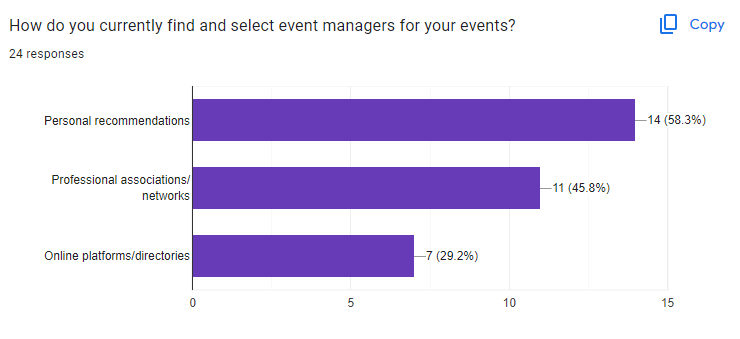 How do you currently find and select event managers for your events?
Copy
24 responses
Personal recommendations
14 (58.3%)
Professional associations/
networks
11 (45.8%)
Online platforms/directories
7 (29.2%)
0 5 10 15